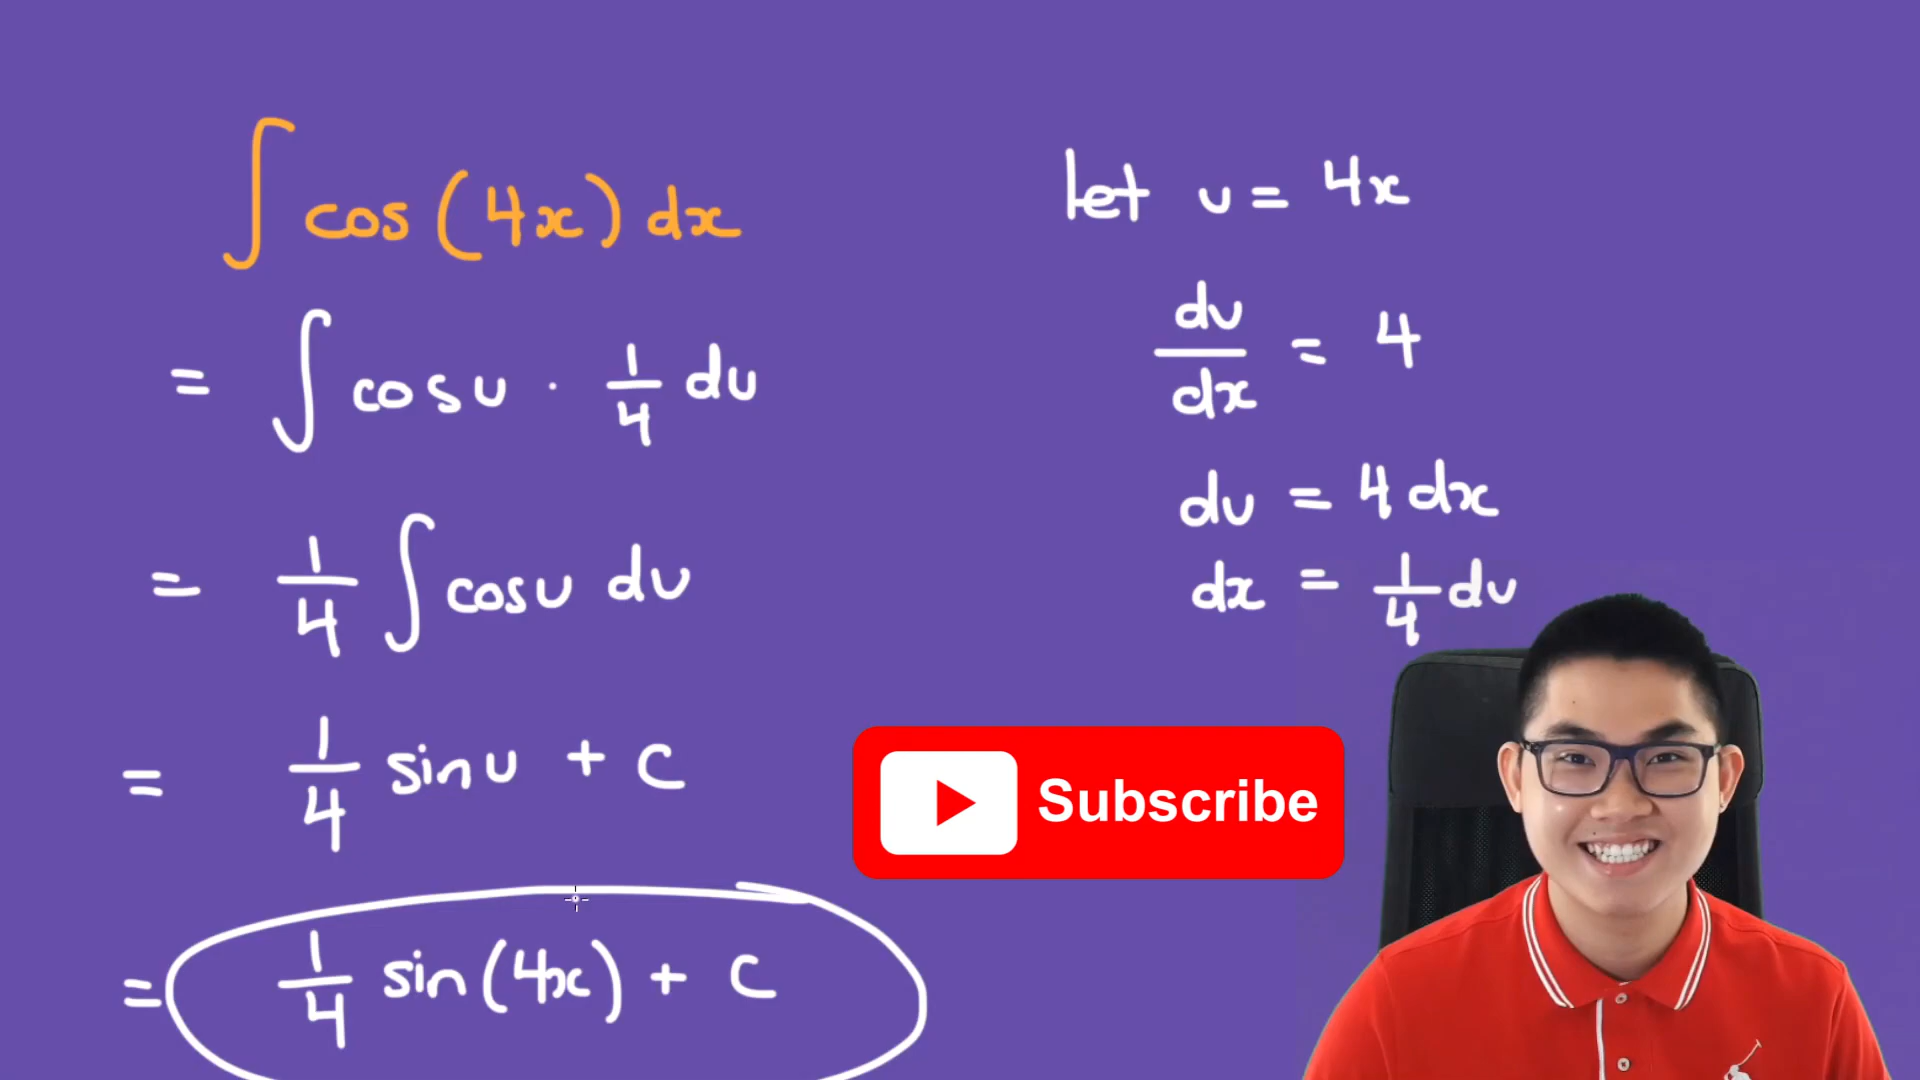 ∫ cos (4x) dx
= ∫ cos u · 1/4 du
= 1/4 ∫ cos u du
= 1/4 sin u + C
= 1/4 sin (4x) + C
let u = 4x
du/dx = 4
du = 4 dx
dx = 1/4 du
Subscribe